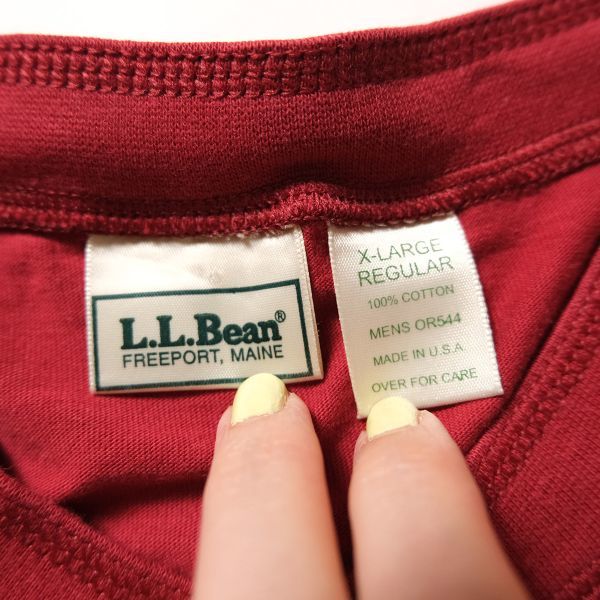 L.L.Bean®
FREEPORT, MAINE
X-LARGE
REGULAR
100% COTTON
MENS OR544
MADE IN U.S.A.
OVER FOR CARE